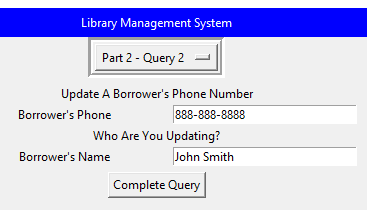 Library Management System
Part 2 - Query 2
Update A Borrower's Phone Number
Borrower's Phone 888-888-8888
Who Are You Updating?
Borrower's Name John Smith
Complete Query